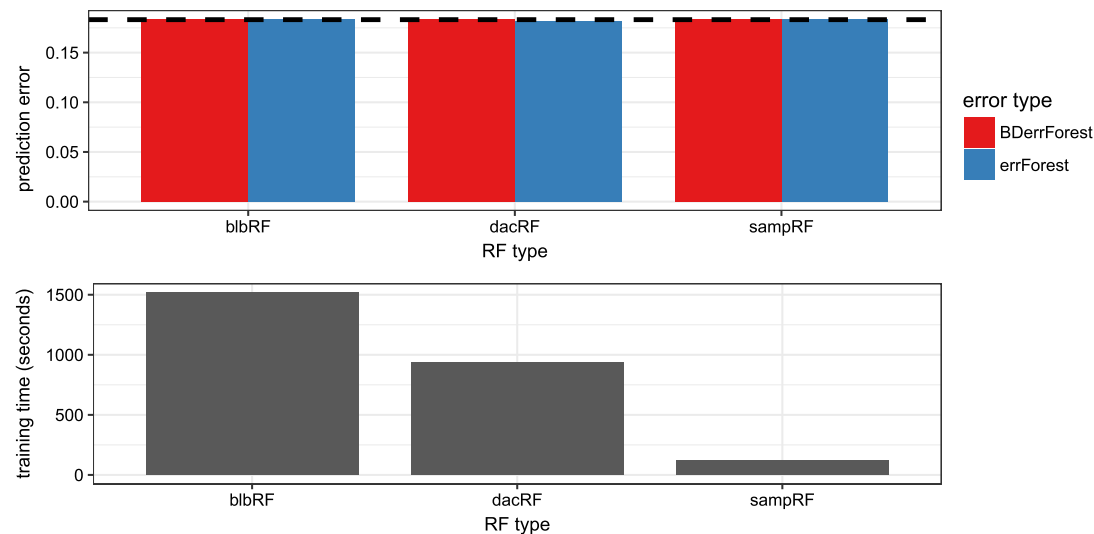 prediction error
0.15
0.10
0.05
0.00
blbRF
dacRF
sampRF
RF type
error type
BDerrForest
errForest
training time (seconds)
1500
1000
500
0
blbRF
dacRF
sampRF
RF type